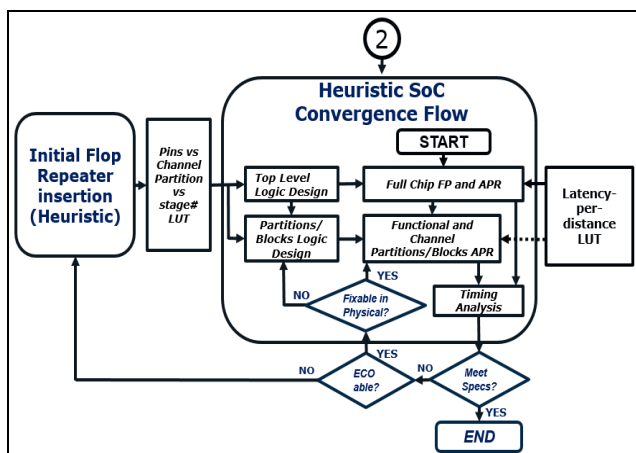 2
Heuristic SoC
Convergence Flow
START
Initial Flop
Repeater
insertion
(Heuristic)
Pins vs
Channel
Partition
vs
stage#
LUT
Top Level
Logic Design
Full Chip FP and APR
Latency-
per-
distance
LUT
Partitions/
Blocks Logic
Design
Functional and
Channel
Partitions/Blocks APR
YES
NO
Fixable in
Physical?
Timing
Analysis
YES
NO
ECO
able?
NO
Meet
Specs?
YES
END